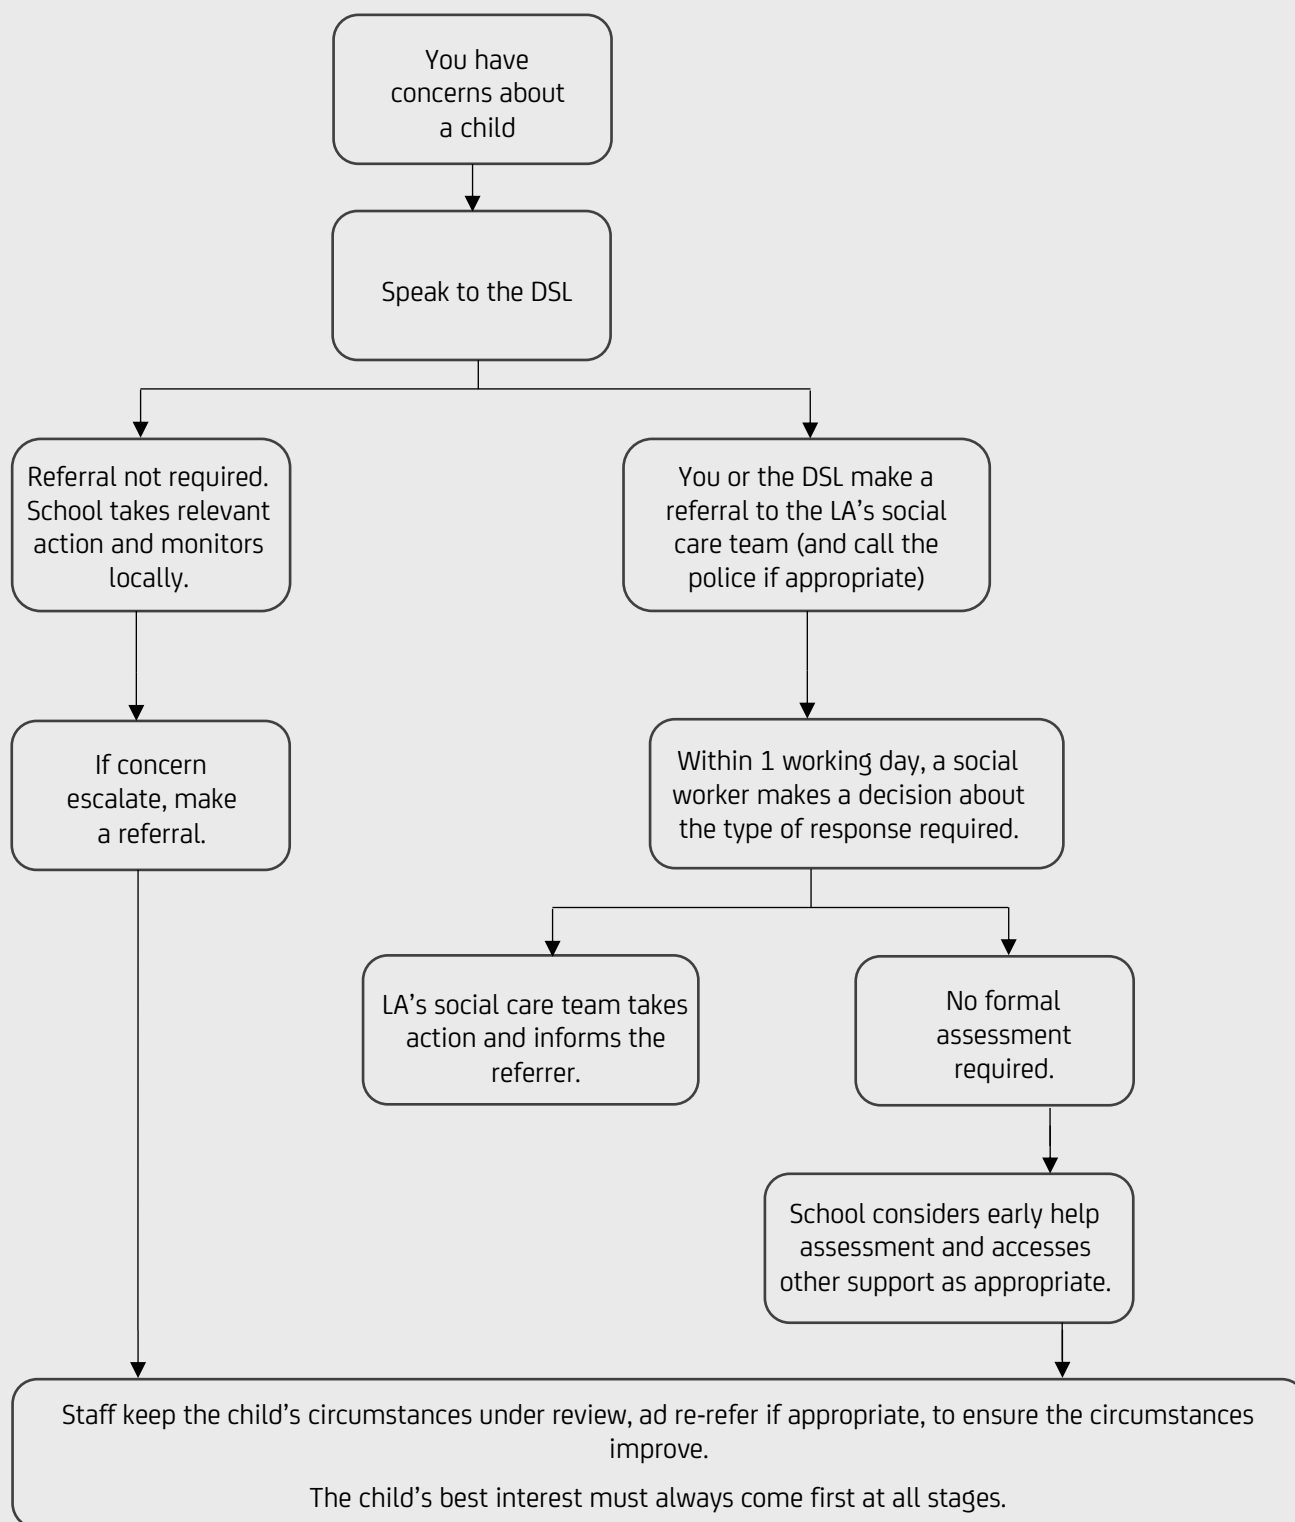 You have
concerns about
a child
Speak to the DSL
Referral not required.
School takes relevant
action and monitors
locally.
You or the DSL make a
referral to the LA’s social
care team (and call the
police if appropriate)
If concern
escalate, make
a referral.
Within 1 working day, a social
worker makes a decision about
the type of response required.
LA’s social care team takes
action and informs the
referrer.
No formal
assessment
required.
School considers early help
assessment and accesses
other support as appropriate.
Staff keep the child’s circumstances under review, ad re-refer if appropriate, to ensure the circumstances
improve.
The child’s best interest must always come first at all stages.